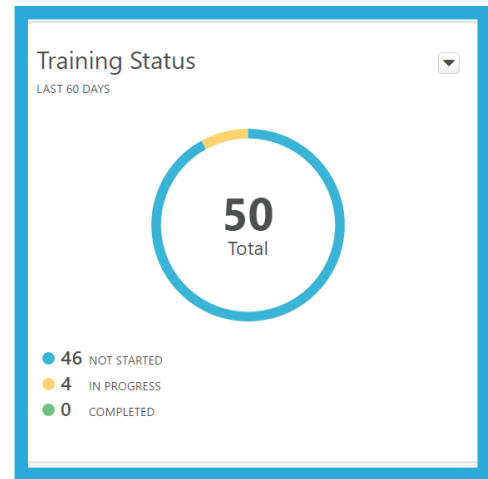 Training Status
LAST 60 DAYS
50
Total
46 NOT STARTED
4 IN PROGRESS
0 COMPLETED